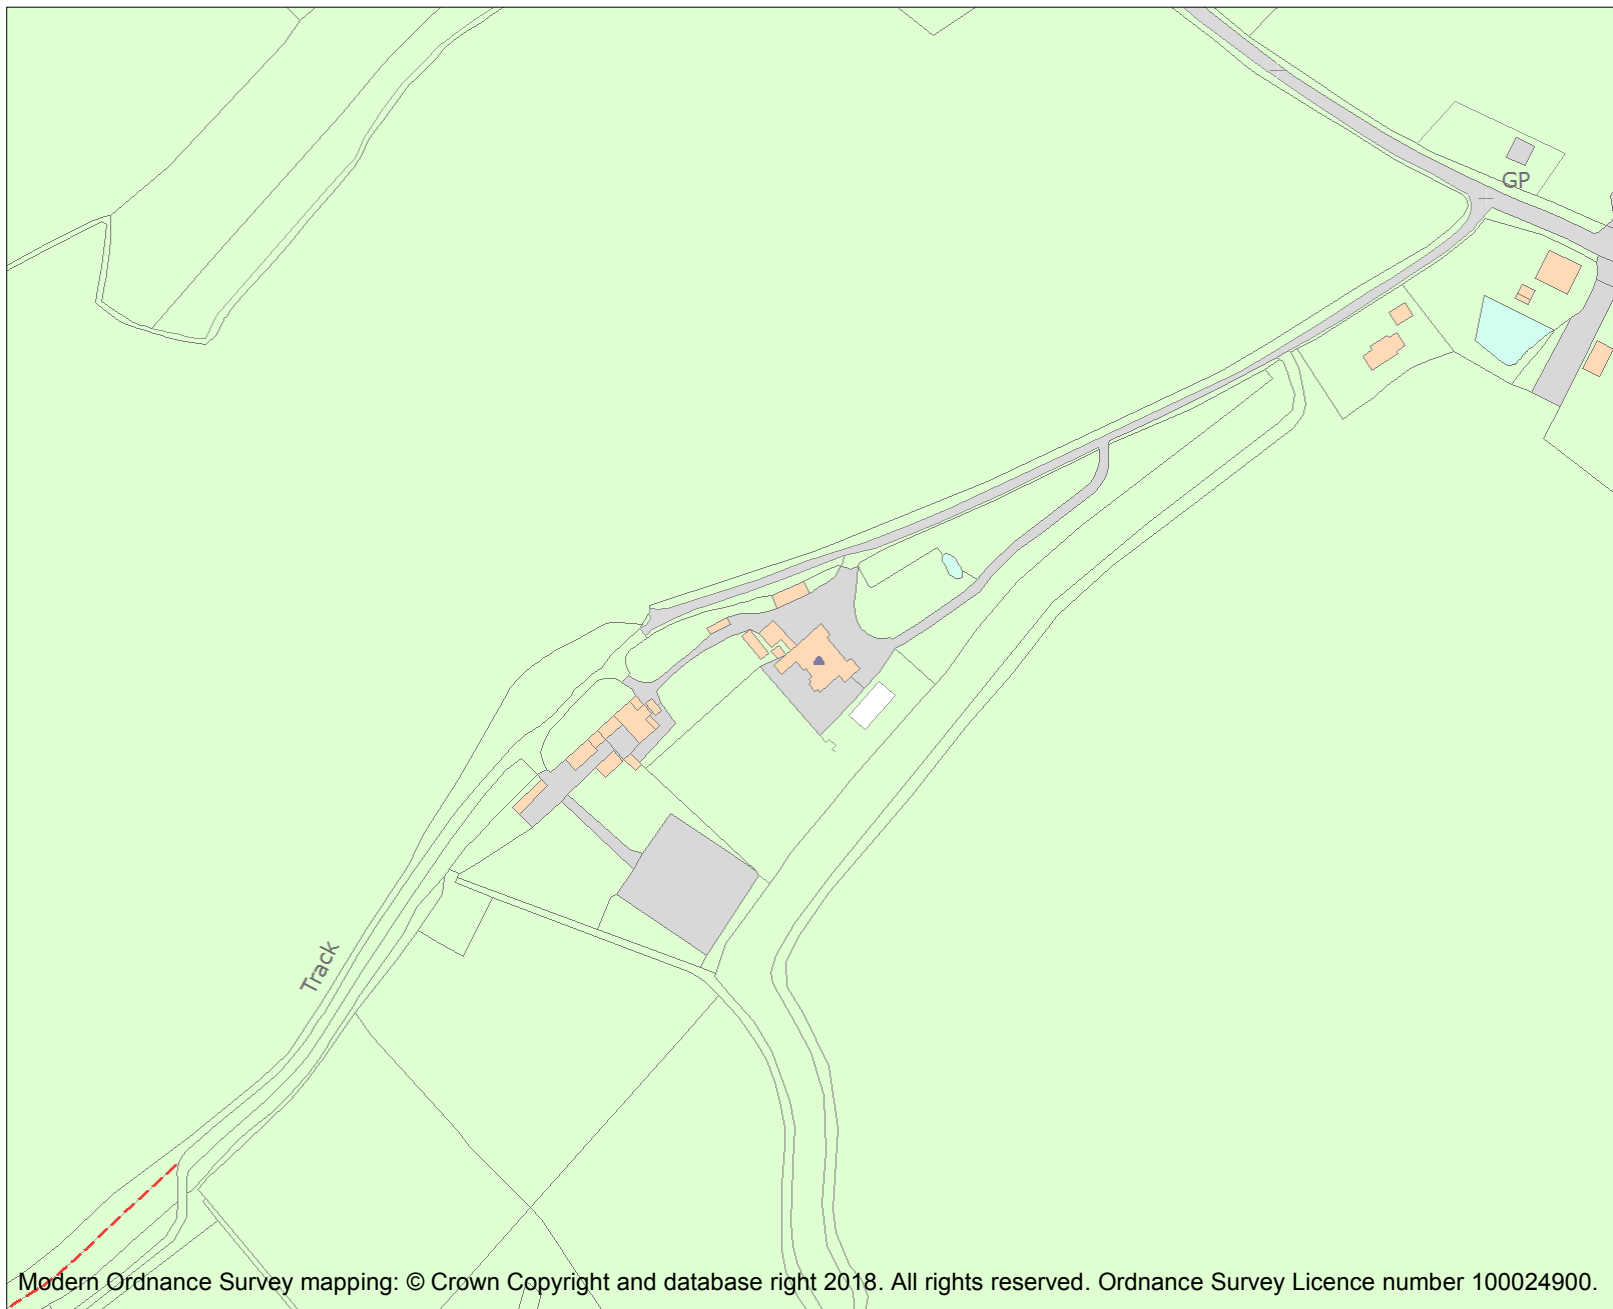 GP
Track
Modern Ordnance Survey mapping: © Crown Copyright and database right 2018. All rights reserved. Ordnance Survey Licence number 100024900.